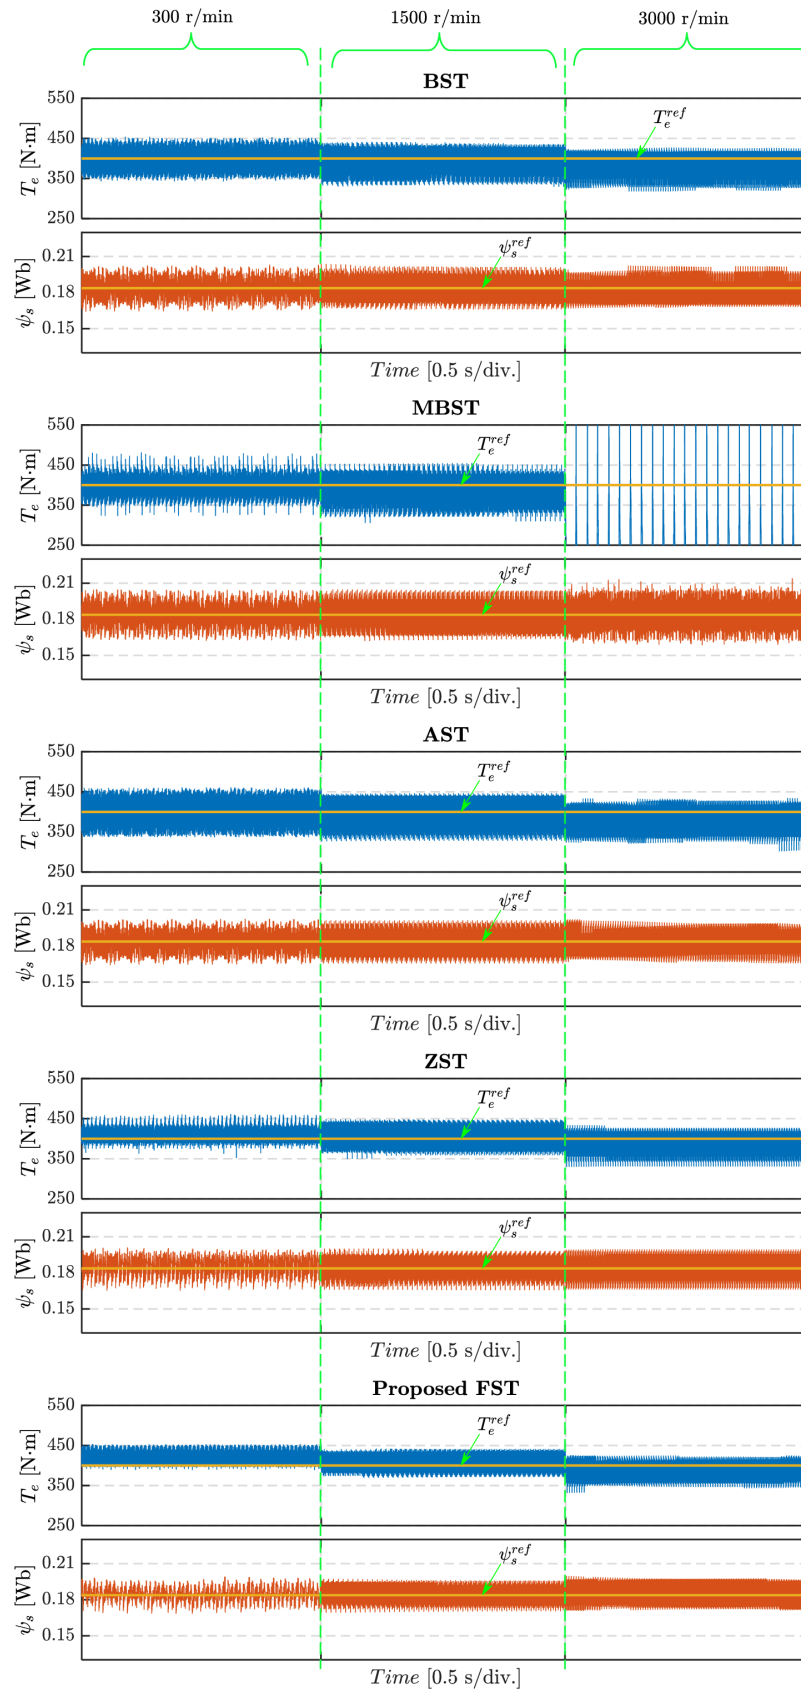 300 r/min 1500 r/min 3000 r/min
BST
550
450
350
250
T_e [N·m]
T_e^{ref}
0.21
0.18
0.15
ψ_s [Wb]
ψ_s^{ref}
Time [0.5 s/div.]
MBST
550
450
350
250
T_e [N·m]
T_e^{ref}
0.21
0.18
0.15
ψ_s [Wb]
ψ_s^{ref}
Time [0.5 s/div.]
AST
550
450
350
250
T_e [N·m]
T_e^{ref}
0.21
0.18
0.15
ψ_s [Wb]
ψ_s^{ref}
Time [0.5 s/div.]
ZST
550
450
350
250
T_e [N·m]
T_e^{ref}
0.21
0.18
0.15
ψ_s [Wb]
ψ_s^{ref}
Time [0.5 s/div.]
Proposed FST
550
450
350
250
T_e [N·m]
T_e^{ref}
0.21
0.18
0.15
ψ_s [Wb]
ψ_s^{ref}
Time [0.5 s/div.]